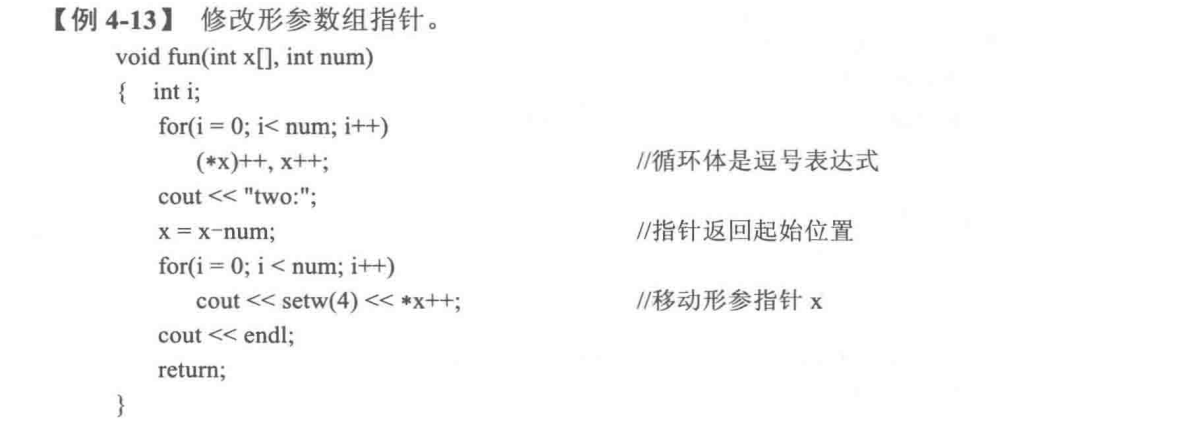 【例 4-13】 修改形参数组指针。
void fun(int x[], int num)
{ int i;
for(i = 0; i< num; i++)
(*x)++, x++; //循环体是逗号表达式
cout << "two:";
x = x-num; //指针返回起始位置
for(i = 0; i < num; i++)
cout << setw(4) << *x++; //移动形参指针 x
cout << endl;
return;
}